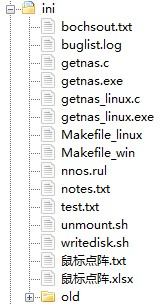 ini
bochsout.txt
buglist.log
getnas.c
getnas.exe
getnas_linux.c
getnas_linux.exe
Makefile_linux
Makefile_win
nnos.rul
notes.txt
test.txt
unmount.sh
writedisk.sh
鼠标点阵.txt
鼠标点阵.xlsx
old